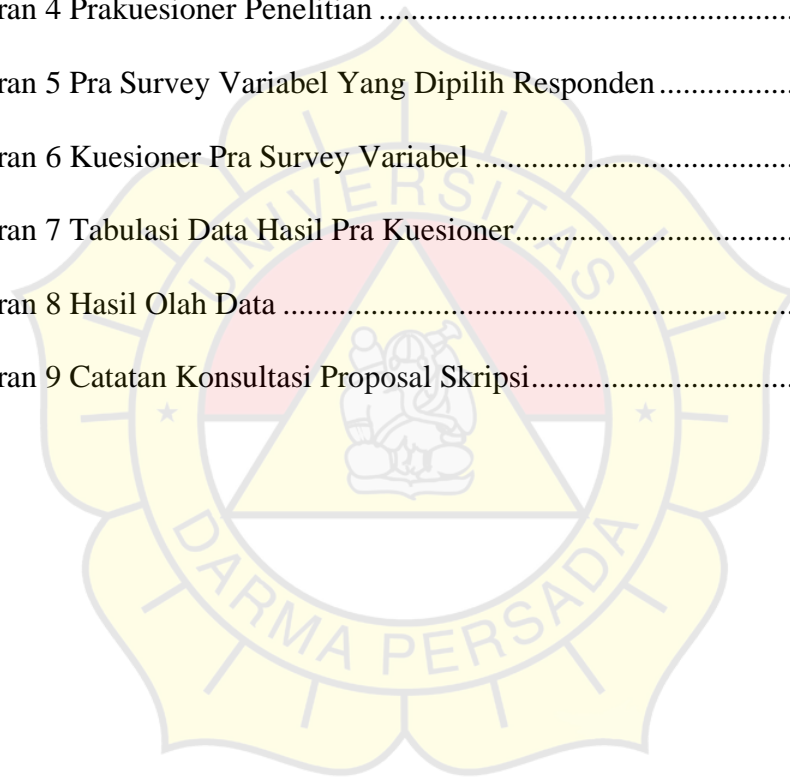 ran 4 Prakuesioner Penelitian ......................................................
ran 5 Pra Survey Variabel Yang Dipilih Responden ..................
ran 6 Kuesioner Pra Survey Variabel ..........................................
ran 7 Tabulasi Data Hasil Pra Kuesioner.....................................
ran 8 Hasil Olah Data ..................................................................
ran 9 Catatan Konsultasi Proposal Skripsi..................................
UNIVERSITAS
DARMA PERSADA